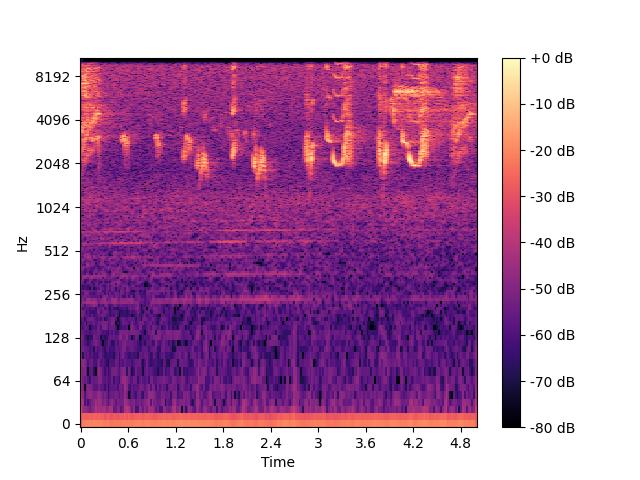 8192
4096
2048
1024
512
256
128
64
0
Hz
0 0.6 1.2 1.8 2.4 3 3.6 4.2 4.8
Time
+0 dB
-10 dB
-20 dB
-30 dB
-40 dB
-50 dB
-60 dB
-70 dB
-80 dB